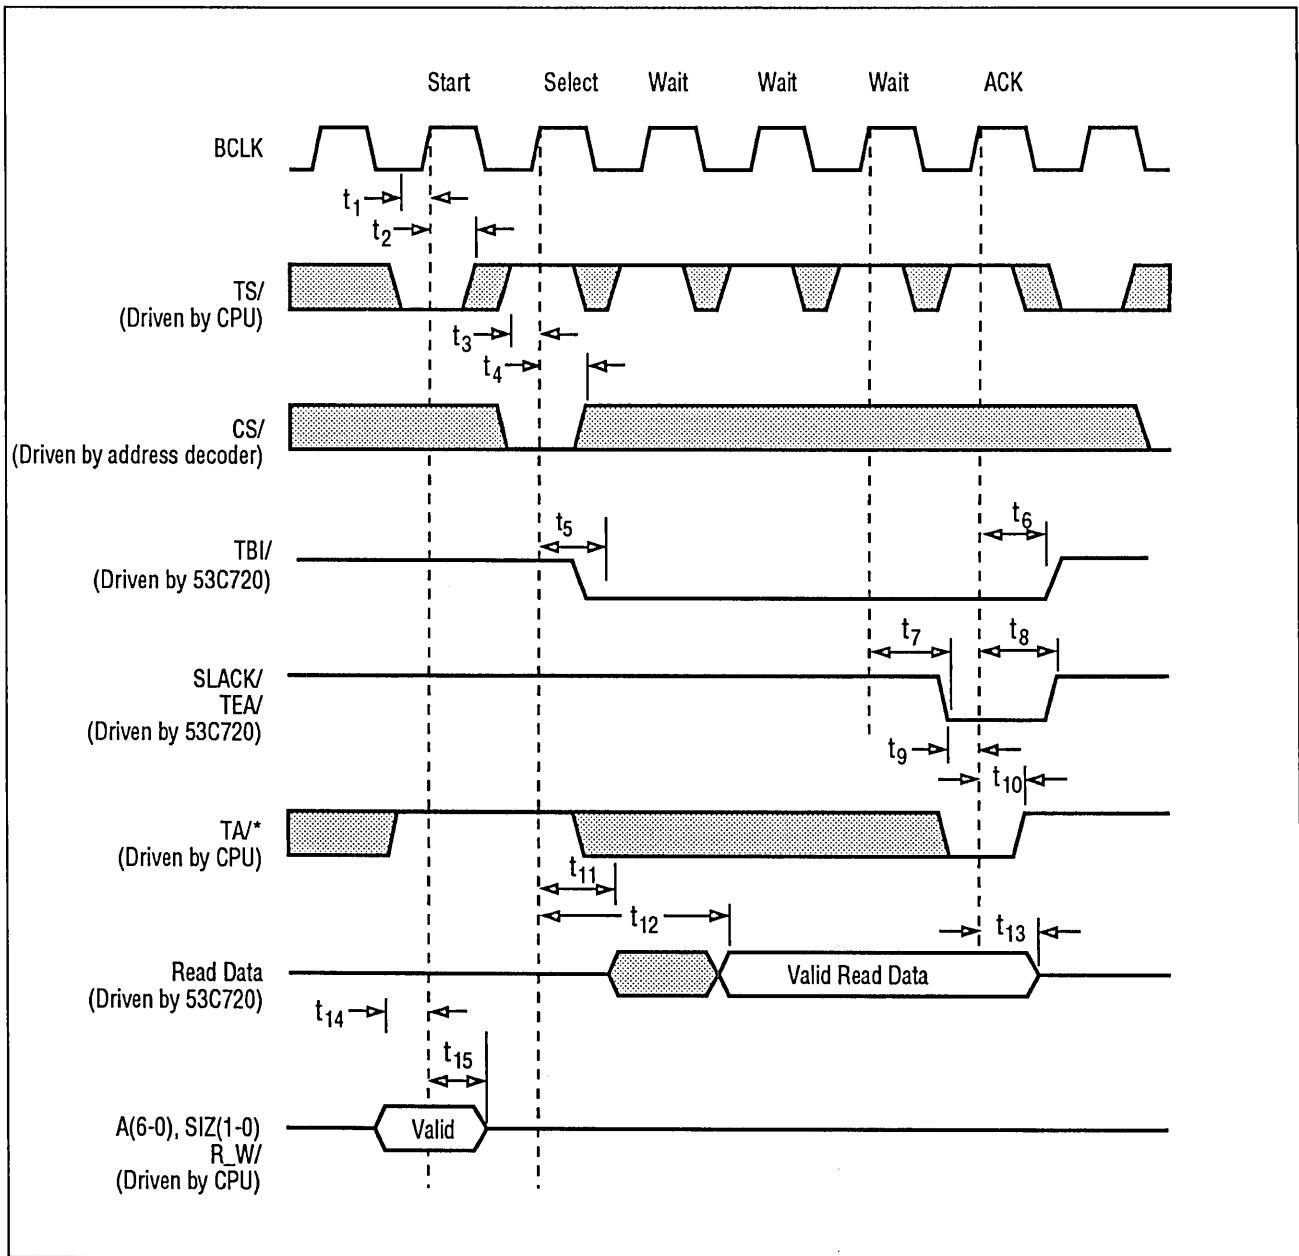 Start Select Wait Wait Wait ACK
BCLK
t1
t2
TS/
(Driven by CPU)
t3
t4
CS/
(Driven by address decoder)
t5
t6
TBI/
(Driven by 53C720)
t7
t8
SLACK/
TEA/
(Driven by 53C720)
t9
t10
TA/*
(Driven by CPU)
t11
t12
t13
Read Data
(Driven by 53C720)
Valid Read Data
t14
t15
A(6-0), SIZ(1-0)
R_W/
(Driven by CPU)
Valid